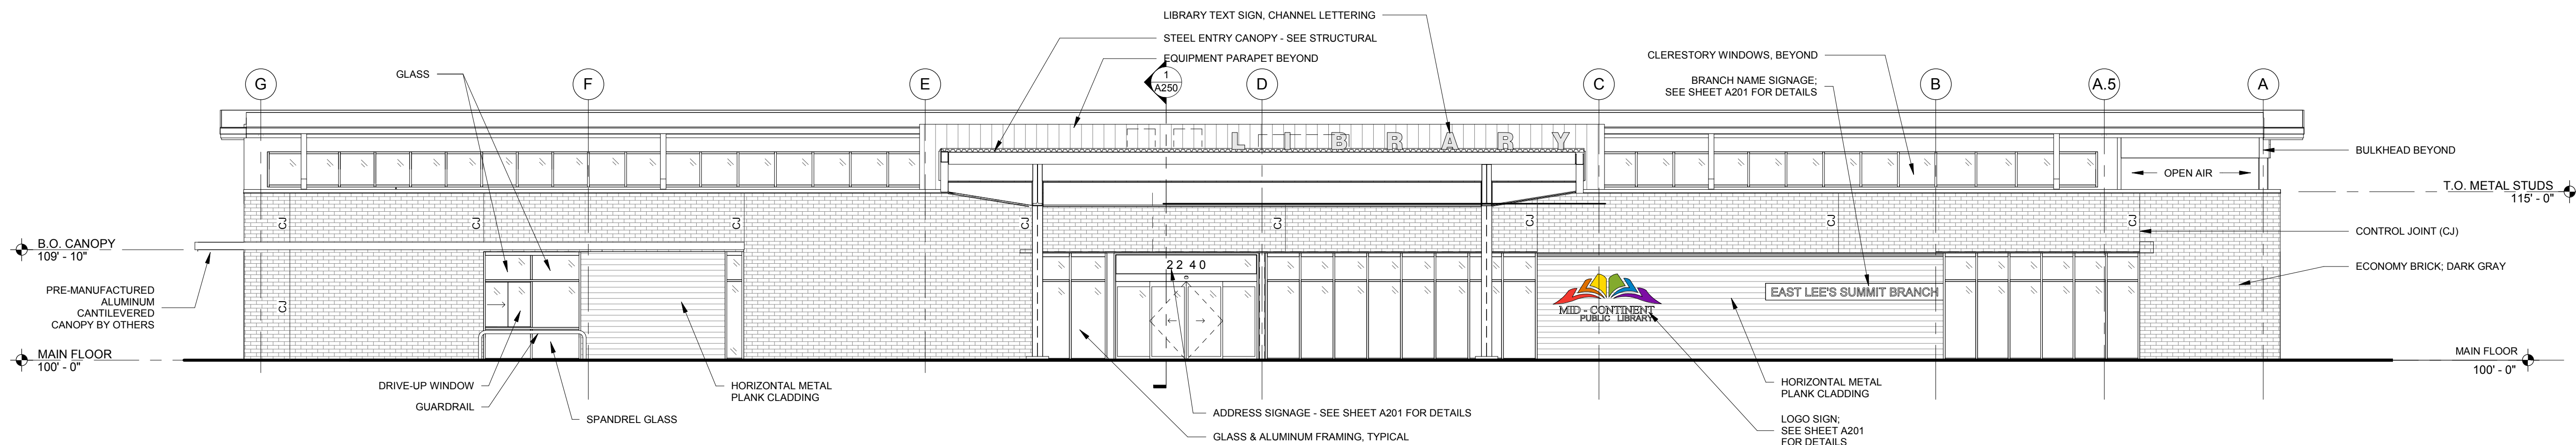 LIBRARY TEXT SIGN, CHANNEL LETTERING
STEEL ENTRY CANOPY - SEE STRUCTURAL
EQUIPMENT PARAPET BEYOND
CLERESTORY WINDOWS, BEYOND
GLASS
BRANCH NAME SIGNAGE;
SEE SHEET A201 FOR DETAILS
G
F
E
1
A250
D
C
B
A.5
A
LIBRARY
BULKHEAD BEYOND
OPEN AIR
T.O. METAL STUDS
115' - 0"
CJ
CJ
CJ
CJ
CJ
CJ
CJ
CJ
CONTROL JOINT (CJ)
B.O. CANOPY
109' - 10"
2240
ECONOMY BRICK; DARK GRAY
PRE-MANUFACTURED
ALUMINUM
CANTILEVERED
CANOPY BY OTHERS
CJ
EAST LEE'S SUMMIT BRANCH
MID - CONTINENT
PUBLIC LIBRARY
MAIN FLOOR
100' - 0"
MAIN FLOOR
100' - 0"
DRIVE-UP WINDOW
GUARDRAIL
SPANDREL GLASS
HORIZONTAL METAL
PLANK CLADDING
ADDRESS SIGNAGE - SEE SHEET A201 FOR DETAILS
GLASS & ALUMINUM FRAMING, TYPICAL
HORIZONTAL METAL
PLANK CLADDING
LOGO SIGN;
SEE SHEET A201
FOR DETAILS